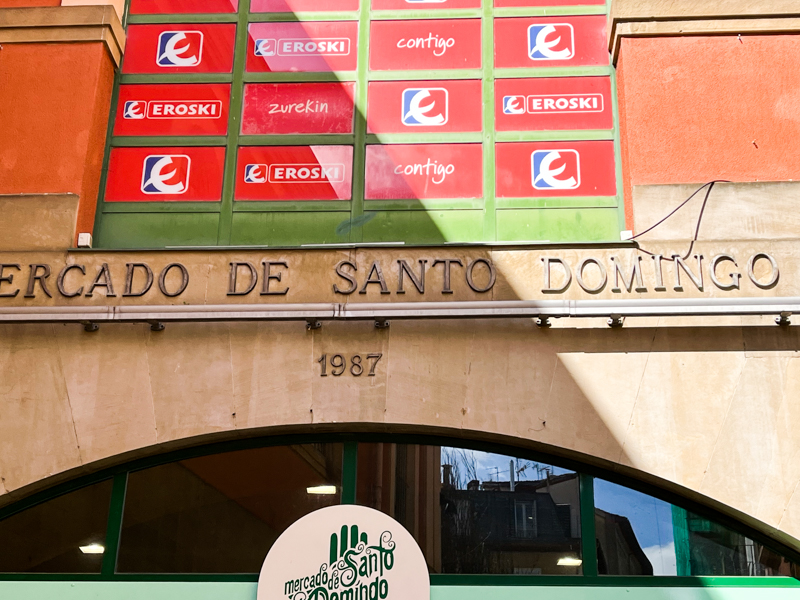 EROSKI contigo
EROSKI zurekin EROSKI
EROSKI contigo
ERCADO DE SANTO DOMINGO
1987
mercado de Santo
Domingo